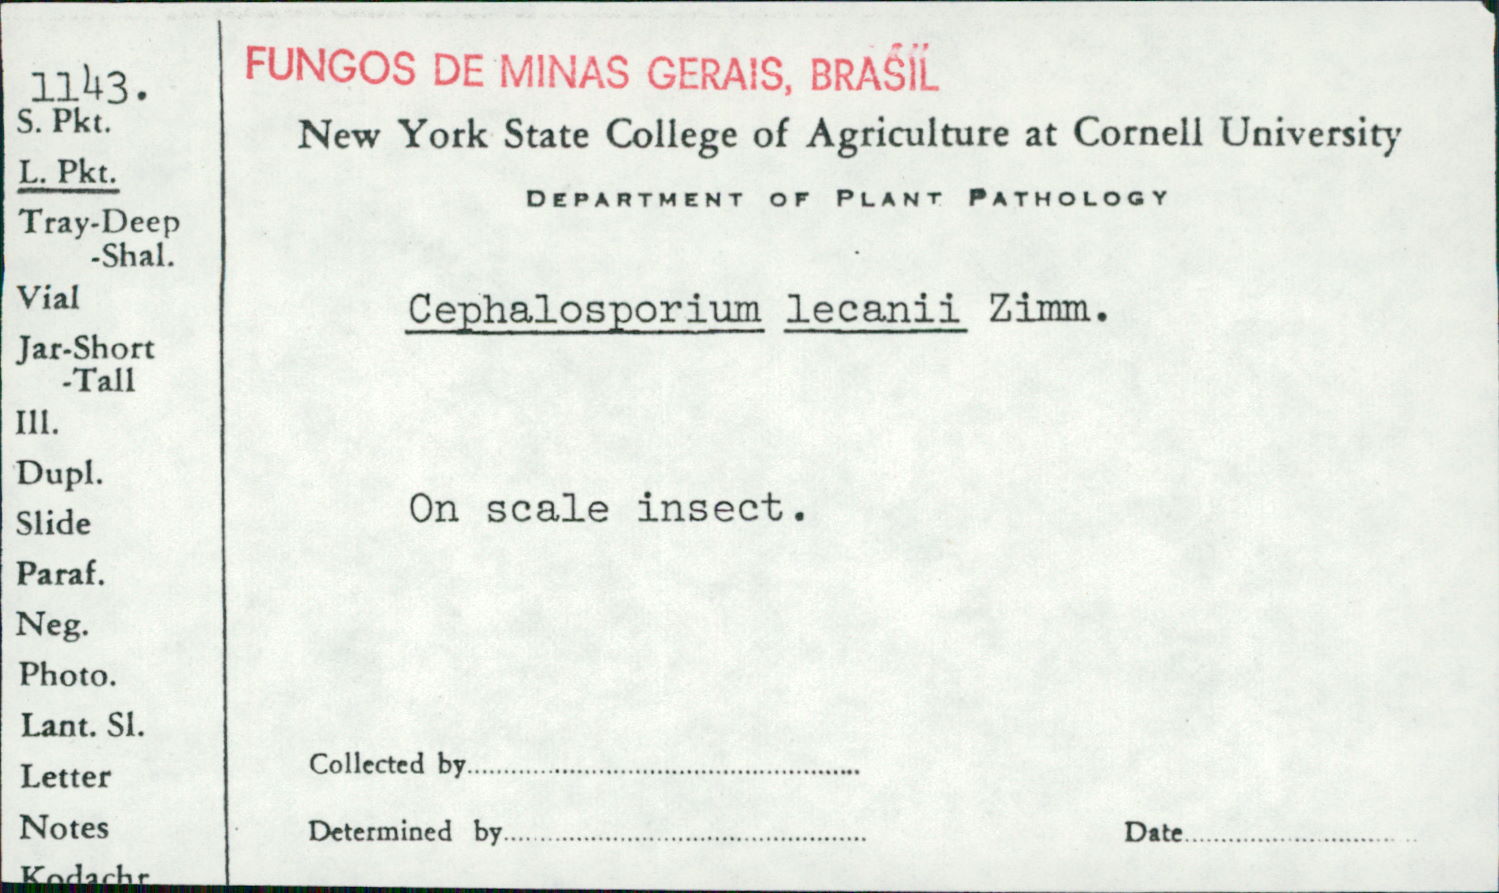 1143.
S. Pkt.
L. Pkt.
Tray-Deep
-Shal.
Vial
Jar-Short
-Tall
Ill.
Dupl.
Slide
Paraf.
Neg.
Photo.
Lant. Sl.
Letter
Notes
Kodachr
FUNGOS DE MINAS GERAIS, BRASIL
New York State College of Agriculture at Cornell University
DEPARTMENT OF PLANT PATHOLOGY
Cephalosporium lecanii Zimm.
On scale insect.
Collected by
Determined by
Date